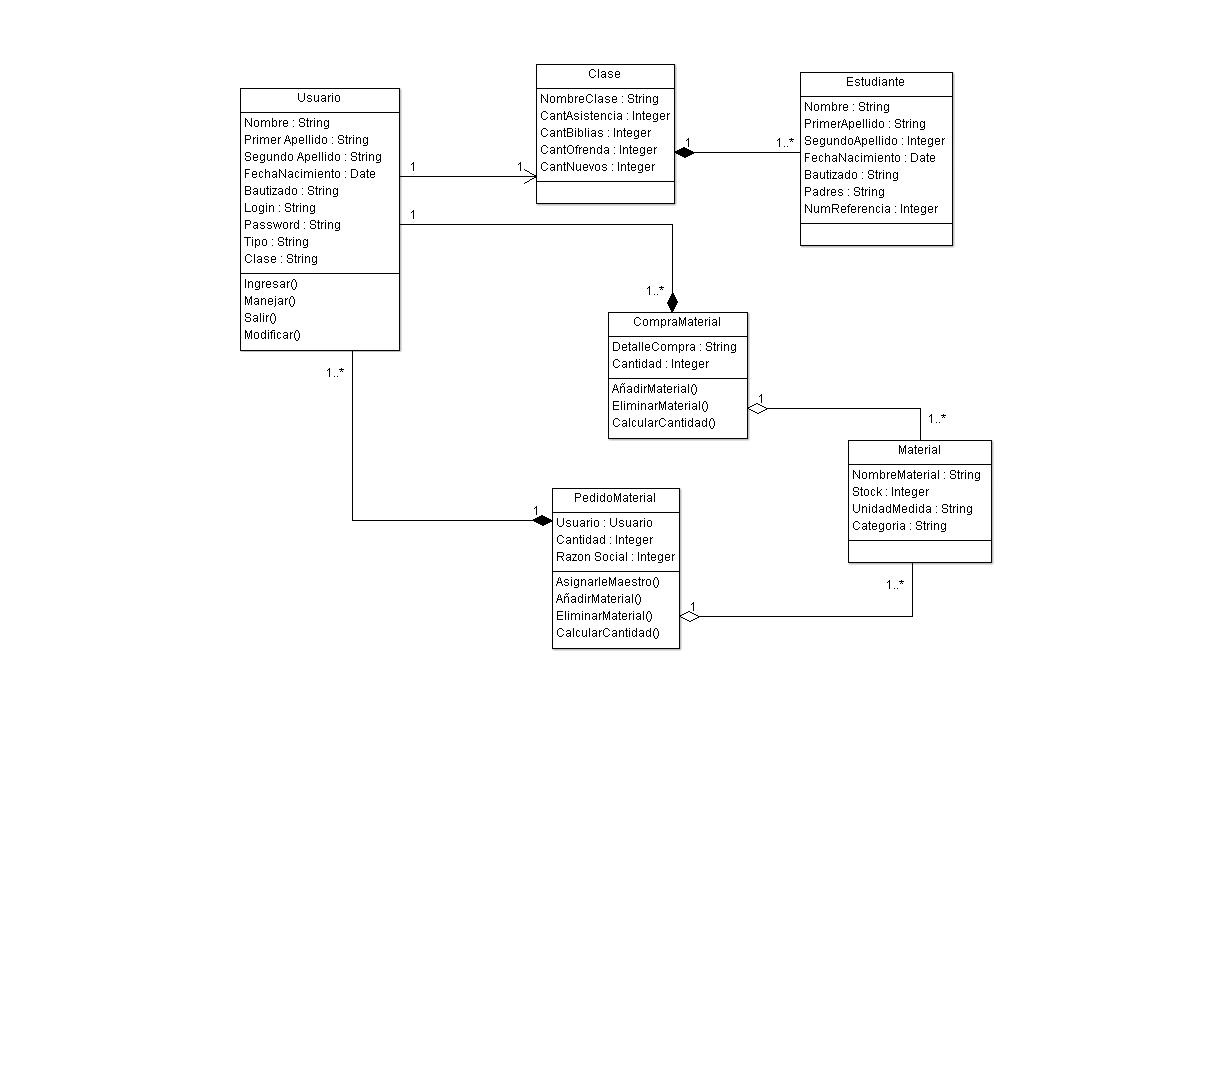 Usuario
Nombre : String
Primer Apellido : String
Segundo Apellido : String
FechaNacimiento : Date
Bautizado : String
Login : String
Password : String
Tipo : String
Clase : String
Ingresar()
Manejar()
Salir()
Modificar()
1
1
1
1..*
Clase
NombreClase : String
CantAsistencia : Integer
CantBiblias : Integer
CantOfrenda : Integer
CantNuevos : Integer
1
1..*
Estudiante
Nombre : String
PrimerApellido : String
SegundoApellido : Integer
FechaNacimiento : Date
Bautizado : String
Padres : String
NumReferencia : Integer
1..*
CompraMaterial
DetalleCompra : String
Cantidad : Integer
AñadirMaterial()
EliminarMaterial()
CalcularCantidad()
1
1..*
Material
NombreMaterial : String
Stock : Integer
UnidadMedida : String
Categoria : String
1..*
1
PedidoMaterial
Usuario : Usuario
Cantidad : Integer
Razon Social : Integer
AsignarleMaestro()
AñadirMaterial()
EliminarMaterial()
CalcularCantidad()
1